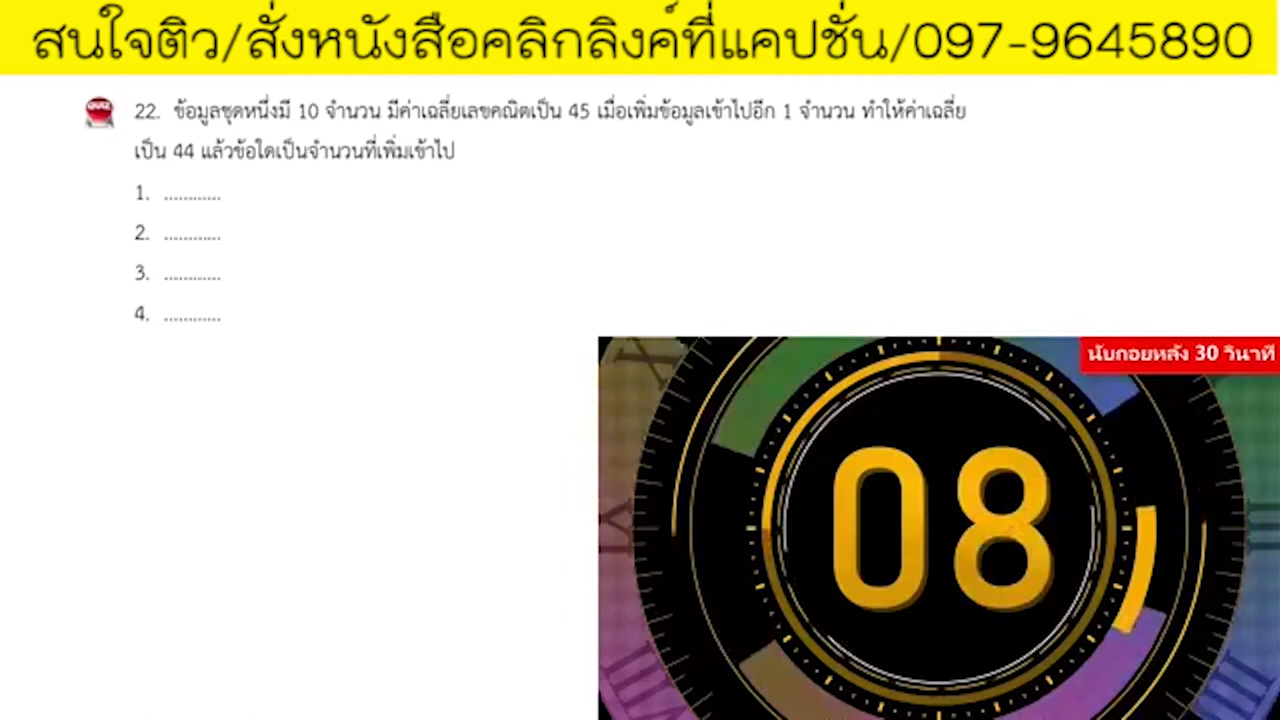 สนใจติว/สั่งหนังสือคลิกลิงค์ที่แคปชั่น/097-9645890
QUIZ
22. ข้อมูลชุดหนึ่งมี 10 จำนวน มีค่าเฉลี่ยเลขคณิตเป็น 45 เมื่อเพิ่มข้อมูลเข้าไปอีก 1 จำนวน ทำให้ค่าเฉลี่ย
เป็น 44 แล้วข้อใดเป็นจำนวนที่เพิ่มเข้าไป
1. ............
2. ............
3. ............
4. ............
นับถอยหลัง 30 วินาที
08